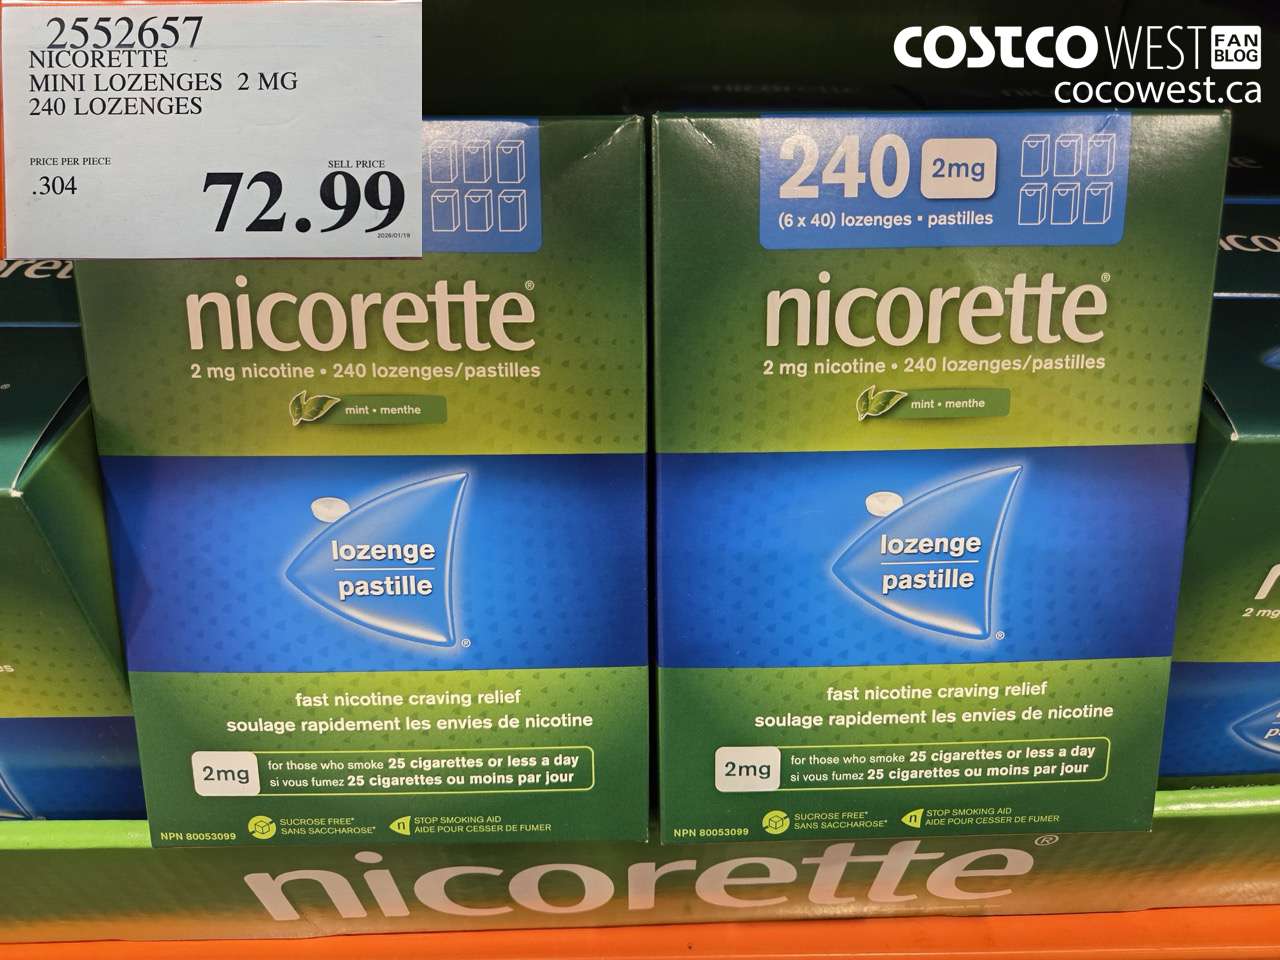 2552657
NICORETTE
MINI LOZENGES 2 MG
240 LOZENGES
PRICE PER PIECE
.304
SELL PRICE
72.99
2026/01/19
COSTCO WEST FAN BLOG
cocowest.ca
nicorette®
2 mg nicotine • 240 lozenges/pastilles
mint • menthe
lozenge
pastille
®
fast nicotine craving relief
soulage rapidement les envies de nicotine
2mg
for those who smoke 25 cigarettes or less a day
si vous fumez 25 cigarettes ou moins par jour
NPN 80053099
SUCROSE FREE*
SANS SACCHAROSE*
n
STOP SMOKING AID
AIDE POUR CESSER DE FUMER
240 2mg
(6 x 40) lozenges • pastilles
nicorette®
2 mg nicotine • 240 lozenges/pastilles
mint • menthe
lozenge
pastille
®
fast nicotine craving relief
soulage rapidement les envies de nicotine
2mg
for those who smoke 25 cigarettes or less a day
si vous fumez 25 cigarettes ou moins par jour
NPN 80053099
SUCROSE FREE*
SANS SACCHAROSE*
n
STOP SMOKING AID
AIDE POUR CESSER DE FUMER
2 mg
nicorette®